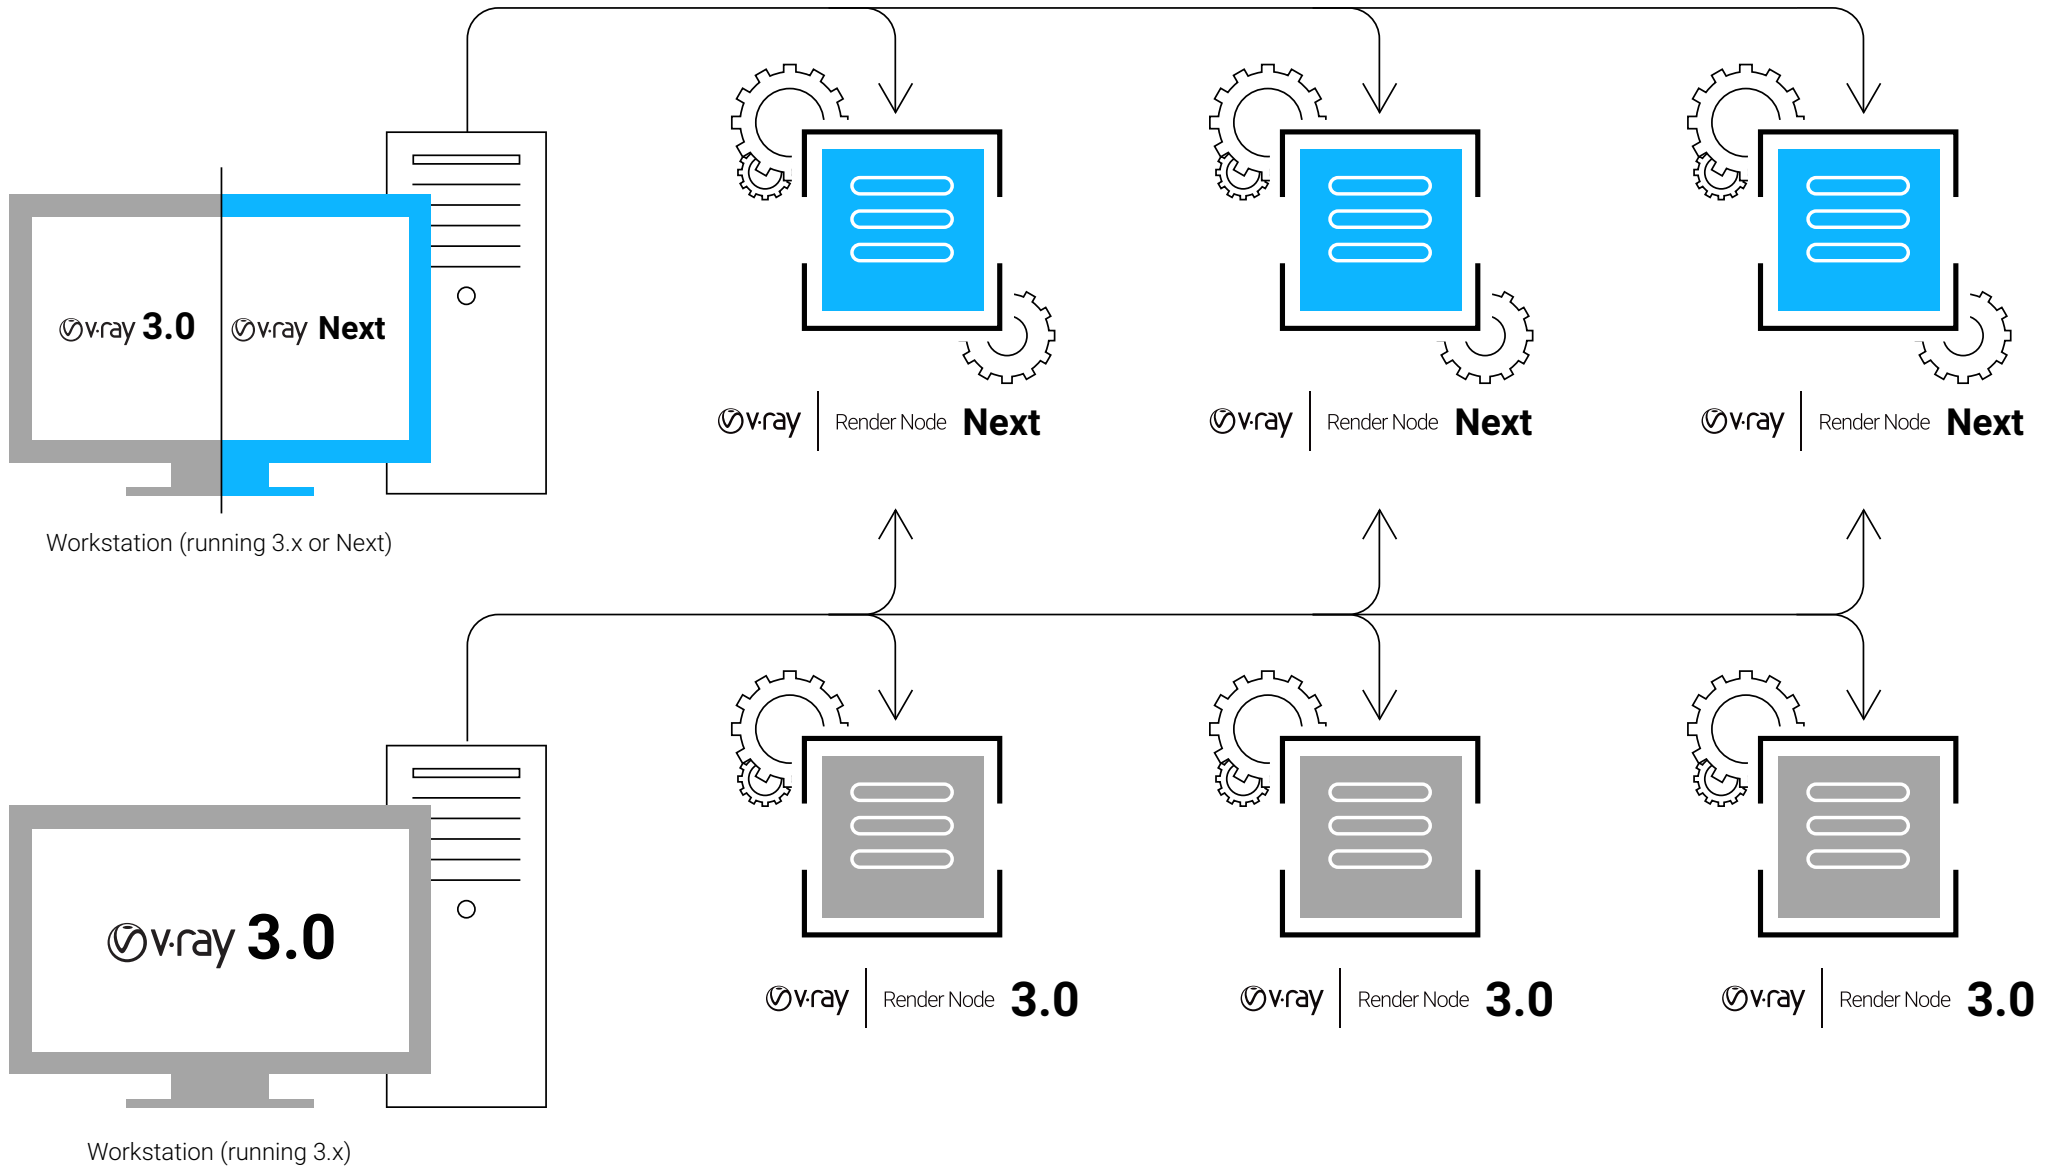 v·ray 3.0
v·ray Next
v·ray | Render Node Next
v·ray | Render Node Next
v·ray | Render Node Next
Workstation (running 3.x or Next)
v·ray 3.0
v·ray | Render Node 3.0
v·ray | Render Node 3.0
v·ray | Render Node 3.0
Workstation (running 3.x)